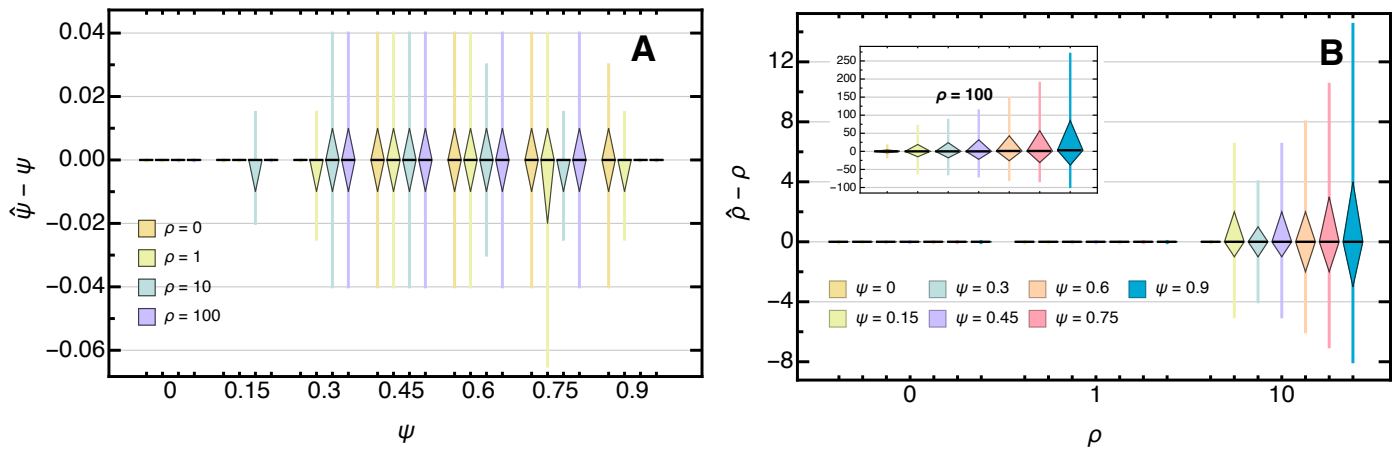 A
0.04
0.02
0.00
−0.02
−0.04
−0.06
ψ̂ − ψ
ρ = 0
ρ = 1
ρ = 10
ρ = 100
0 0.15 0.3 0.45 0.6 0.75 0.9
ψ
B
12
8
4
0
−4
−8
ρ̂ − ρ
250
200
150
100
50
0
−50
−100
ρ = 100
ψ = 0 ψ = 0.3 ψ = 0.6 ψ = 0.9
ψ = 0.15 ψ = 0.45 ψ = 0.75
0 1 10
ρ